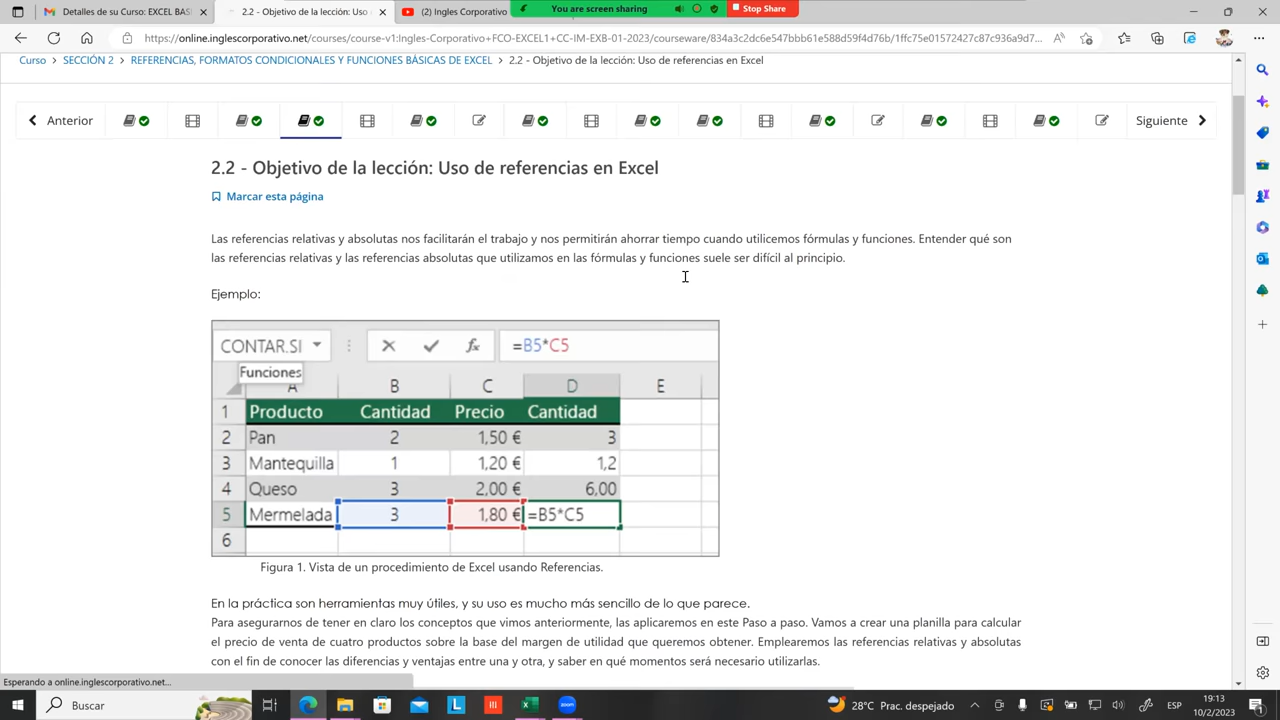 Detalles de su Curso: EXCEL BAS
2.2 - Objetivo de la lección: Uso
(2) Ingles Corporativo
You are screen sharing
Stop Share
https://online.inglescorporativo.net/courses/course-v1:Ingles-Corporativo+FCO-EXCEL1+CC-IM-EXB-01-2023/courseware/834a3c2dc6e547bbb61e588d59f4d76b/1ffc75e01572427c87c936a9d7...
Curso > SECCIÓN 2 > REFERENCIAS, FORMATOS CONDICIONALES Y FUNCIONES BÁSICAS DE EXCEL > 2.2 - Objetivo de la lección: Uso de referencias en Excel
Anterior
Siguiente
2.2 - Objetivo de la lección: Uso de referencias en Excel
Marcar esta página
Las referencias relativas y absolutas nos facilitarán el trabajo y nos permitirán ahorrar tiempo cuando utilicemos fórmulas y funciones. Entender qué son
las referencias relativas y las referencias absolutas que utilizamos en las fórmulas y funciones suele ser difícil al principio.
Ejemplo:
CONTAR.SI fx =B5*C5
Funciones
A B C D E
1 Producto Cantidad Precio Cantidad
2 Pan 2 1,50 € 3
3 Mantequilla 1 1,20 € 1,2
4 Queso 3 2,00 € 6,00
5 Mermelada 3 1,80 € =B5*C5
6
Figura 1. Vista de un procedimiento de Excel usando Referencias.
En la práctica son herramientas muy útiles, y su uso es mucho más sencillo de lo que parece.
Para asegurarnos de tener en claro los conceptos que vimos anteriormente, las aplicaremos en este Paso a paso. Vamos a crear una planilla para calcular
el precio de venta de cuatro productos sobre la base del margen de utilidad que queremos obtener. Emplearemos las referencias relativas y absolutas
con el fin de conocer las diferencias y ventajas entre una y otra, y saber en qué momentos será necesario utilizarlas.
Esperando a online.inglescorporativo.net...
Buscar
28°C Prac. despejado
ESP
19:13
10/2/2023